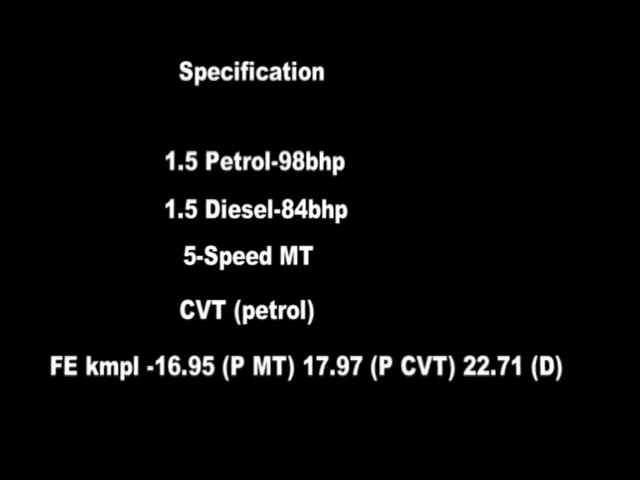 Specification
1.5 Petrol-98bhp
1.5 Diesel-84bhp
5-Speed MT
CVT (petrol)
FE kmpl -16.95 (P MT) 17.97 (P CVT) 22.71 (D)